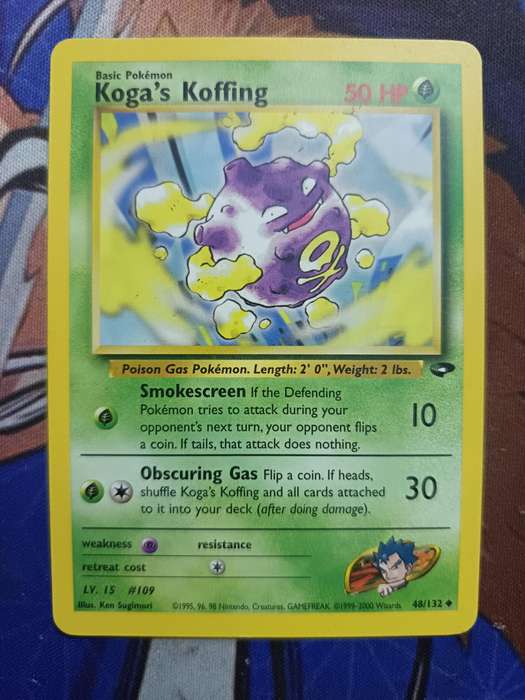 Basic Pokémon
Koga's Koffing 50 HP
Poison Gas Pokémon. Length: 2' 0", Weight: 2 lbs.
Smokescreen If the Defending
Pokémon tries to attack during your
opponent's next turn, your opponent flips
a coin. If tails, that attack does nothing.
10
Obscuring Gas Flip a coin. If heads,
shuffle Koga's Koffing and all cards attached
to it into your deck (after doing damage).
30
weakness resistance
retreat cost
LV. 15 #109
Illus. Ken Sugimori ©1995, 96, 98 Nintendo, Creatures, GAMEFREAK. ©1999-2000 Wizards. 48/132